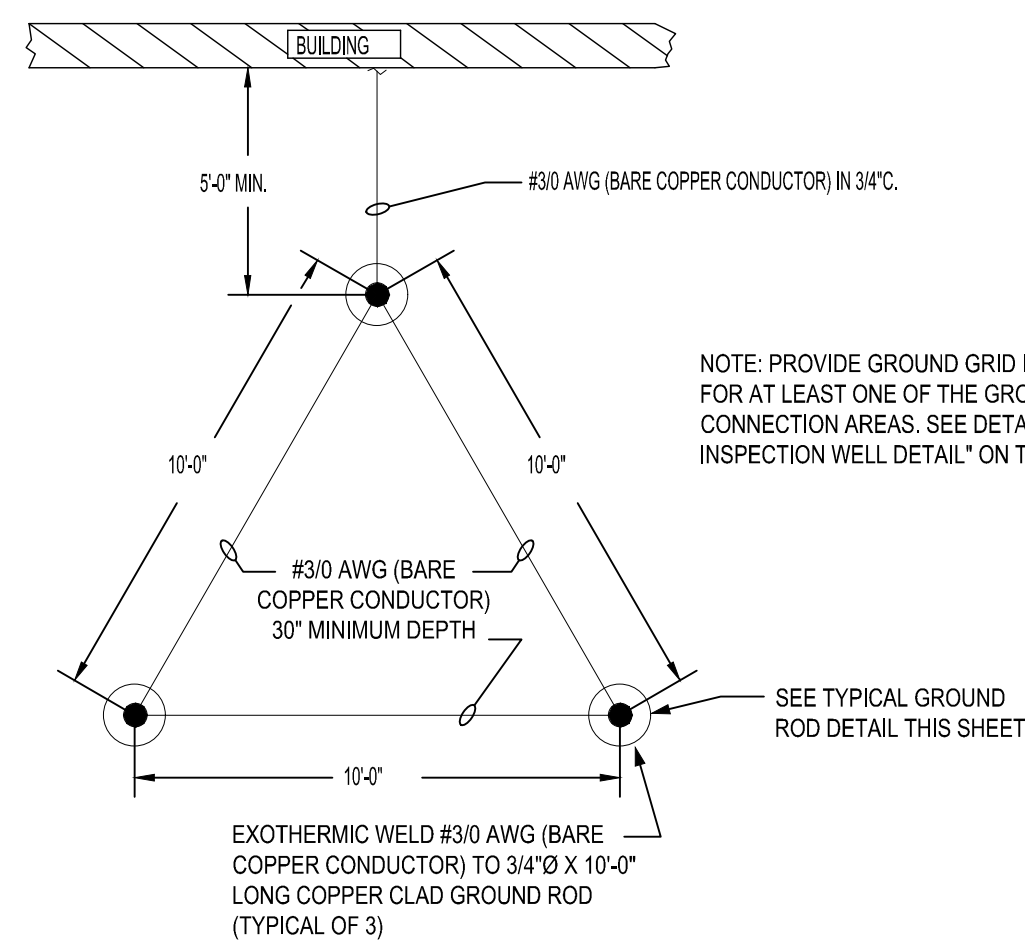 BUILDING
5'-0" MIN.
#3/0 AWG (BARE COPPER CONDUCTOR) IN 3/4"C.
NOTE: PROVIDE GROUND GRID
FOR AT LEAST ONE OF THE
CONNECTION AREAS. SEE
INSPECTION WELL DETAIL" ON
10'-0"
10'-0"
#3/0 AWG (BARE
COPPER CONDUCTOR)
30" MINIMUM DEPTH
SEE TYPICAL GROUND
ROD DETAIL THIS SHEET
10'-0"
EXOTHERMIC WELD #3/0 AWG (BARE
COPPER CONDUCTOR) TO 3/4"Ø X 10'-0"
LONG COPPER CLAD GROUND ROD
(TYPICAL OF 3)